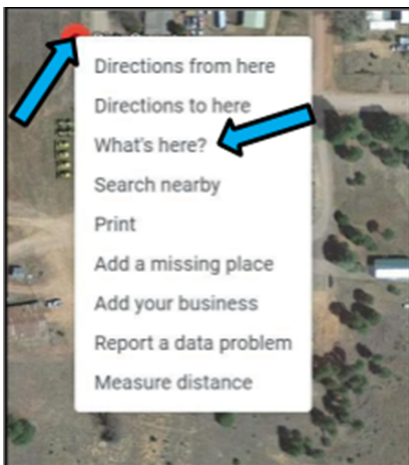 Directions from here
Directions to here
What's here?
Search nearby
Print
Add a missing place
Add your business
Report a data problem
Measure distance